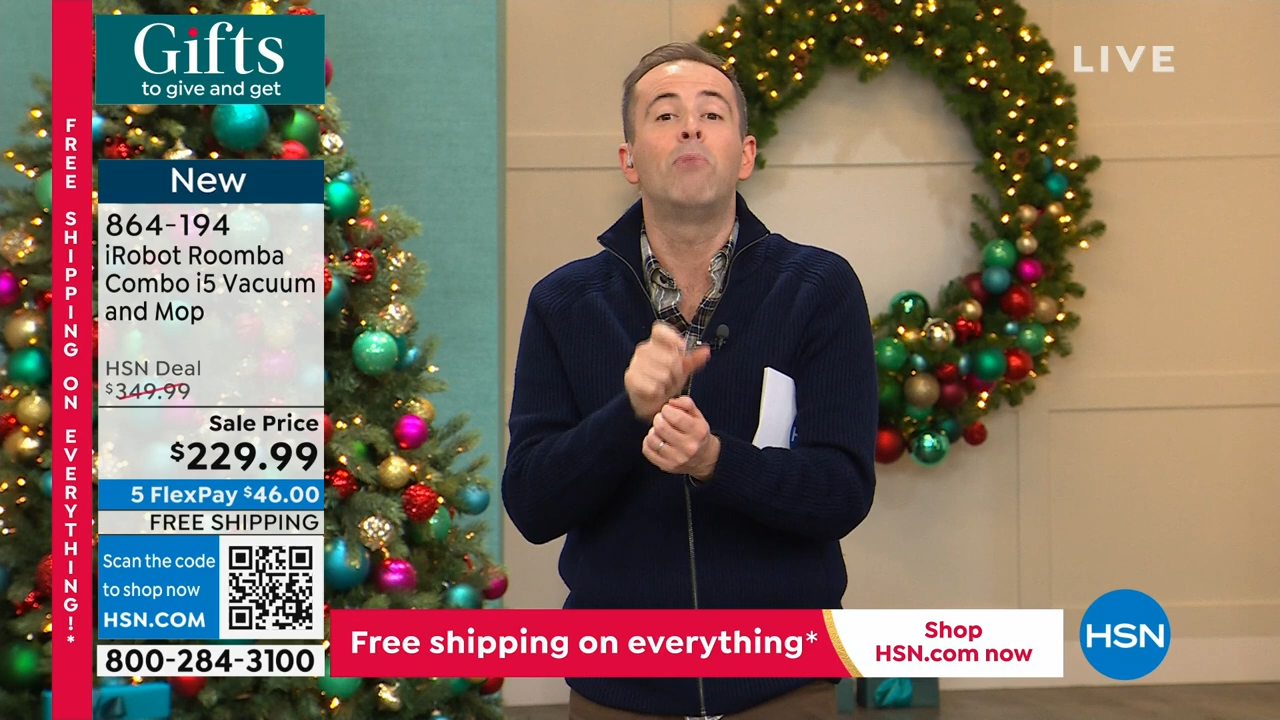 FREE SHIPPING ON EVERYTHING!*
Gifts
to give and get
New
864-194
iRobot Roomba
Combo i5 Vacuum
and Mop
HSN Deal
$349.99
Sale Price
$229.99
5 FlexPay $46.00
FREE SHIPPING
Scan the code
to shop now
HSN.COM
800-284-3100
LIVE
Free shipping on everything*
Shop
HSN.com now
HSN